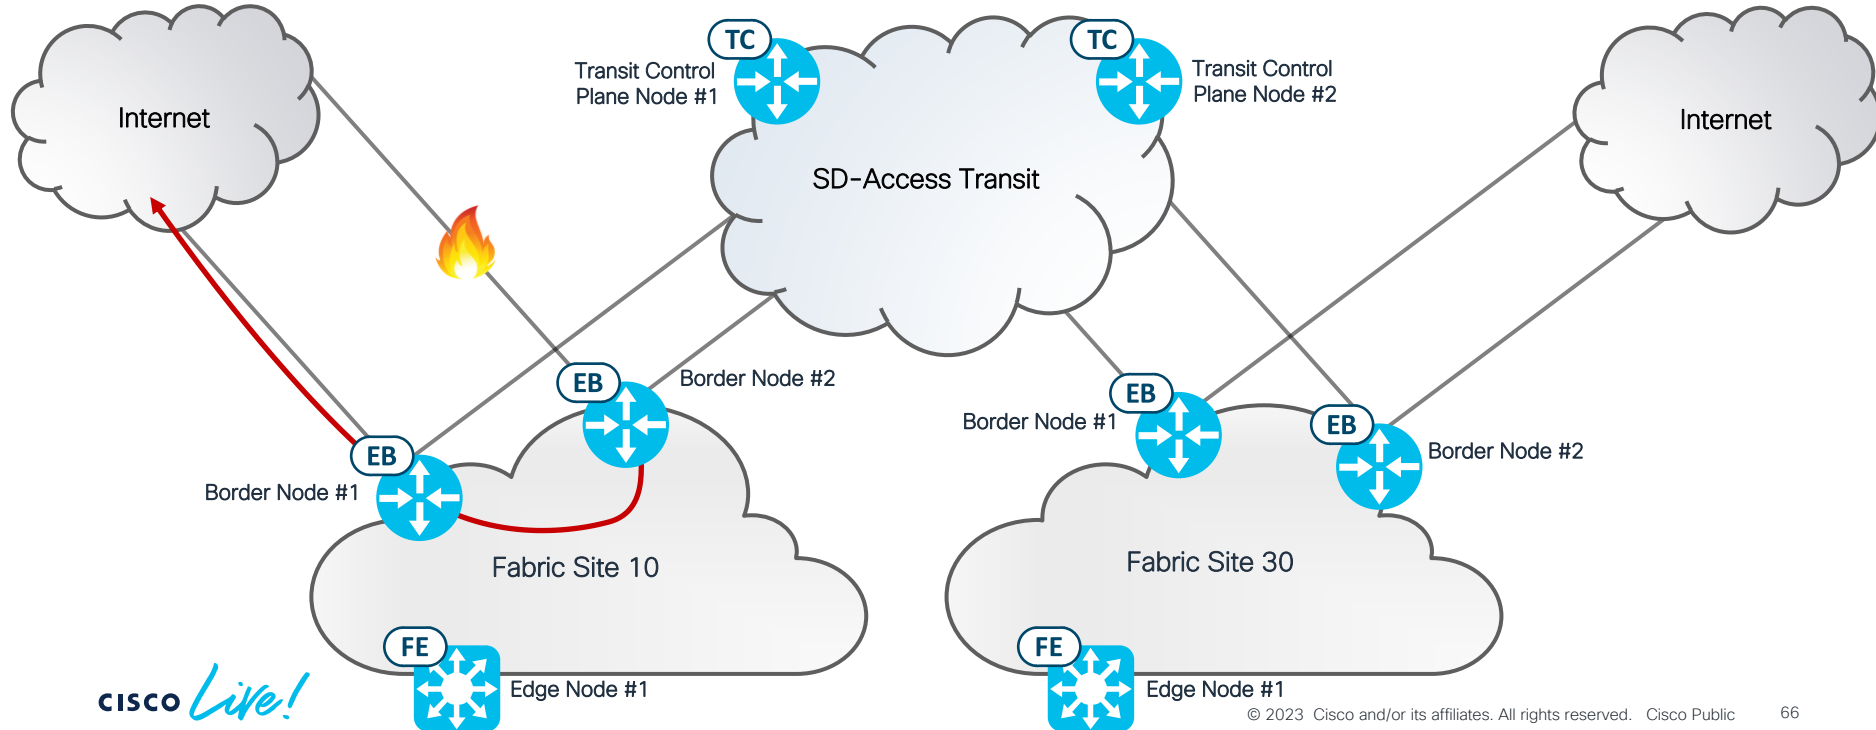 TC
Transit Control
Plane Node #1
TC
Transit Control
Plane Node #2
Internet
SD-Access Transit
Internet
EB
Border Node #2
EB
Border Node #1
EB
Border Node #1
EB
Border Node #2
Fabric Site 10
Fabric Site 30
FE
Edge Node #1
FE
Edge Node #1
CISCO Live!
© 2023 Cisco and/or its affiliates. All rights reserved. Cisco Public 66